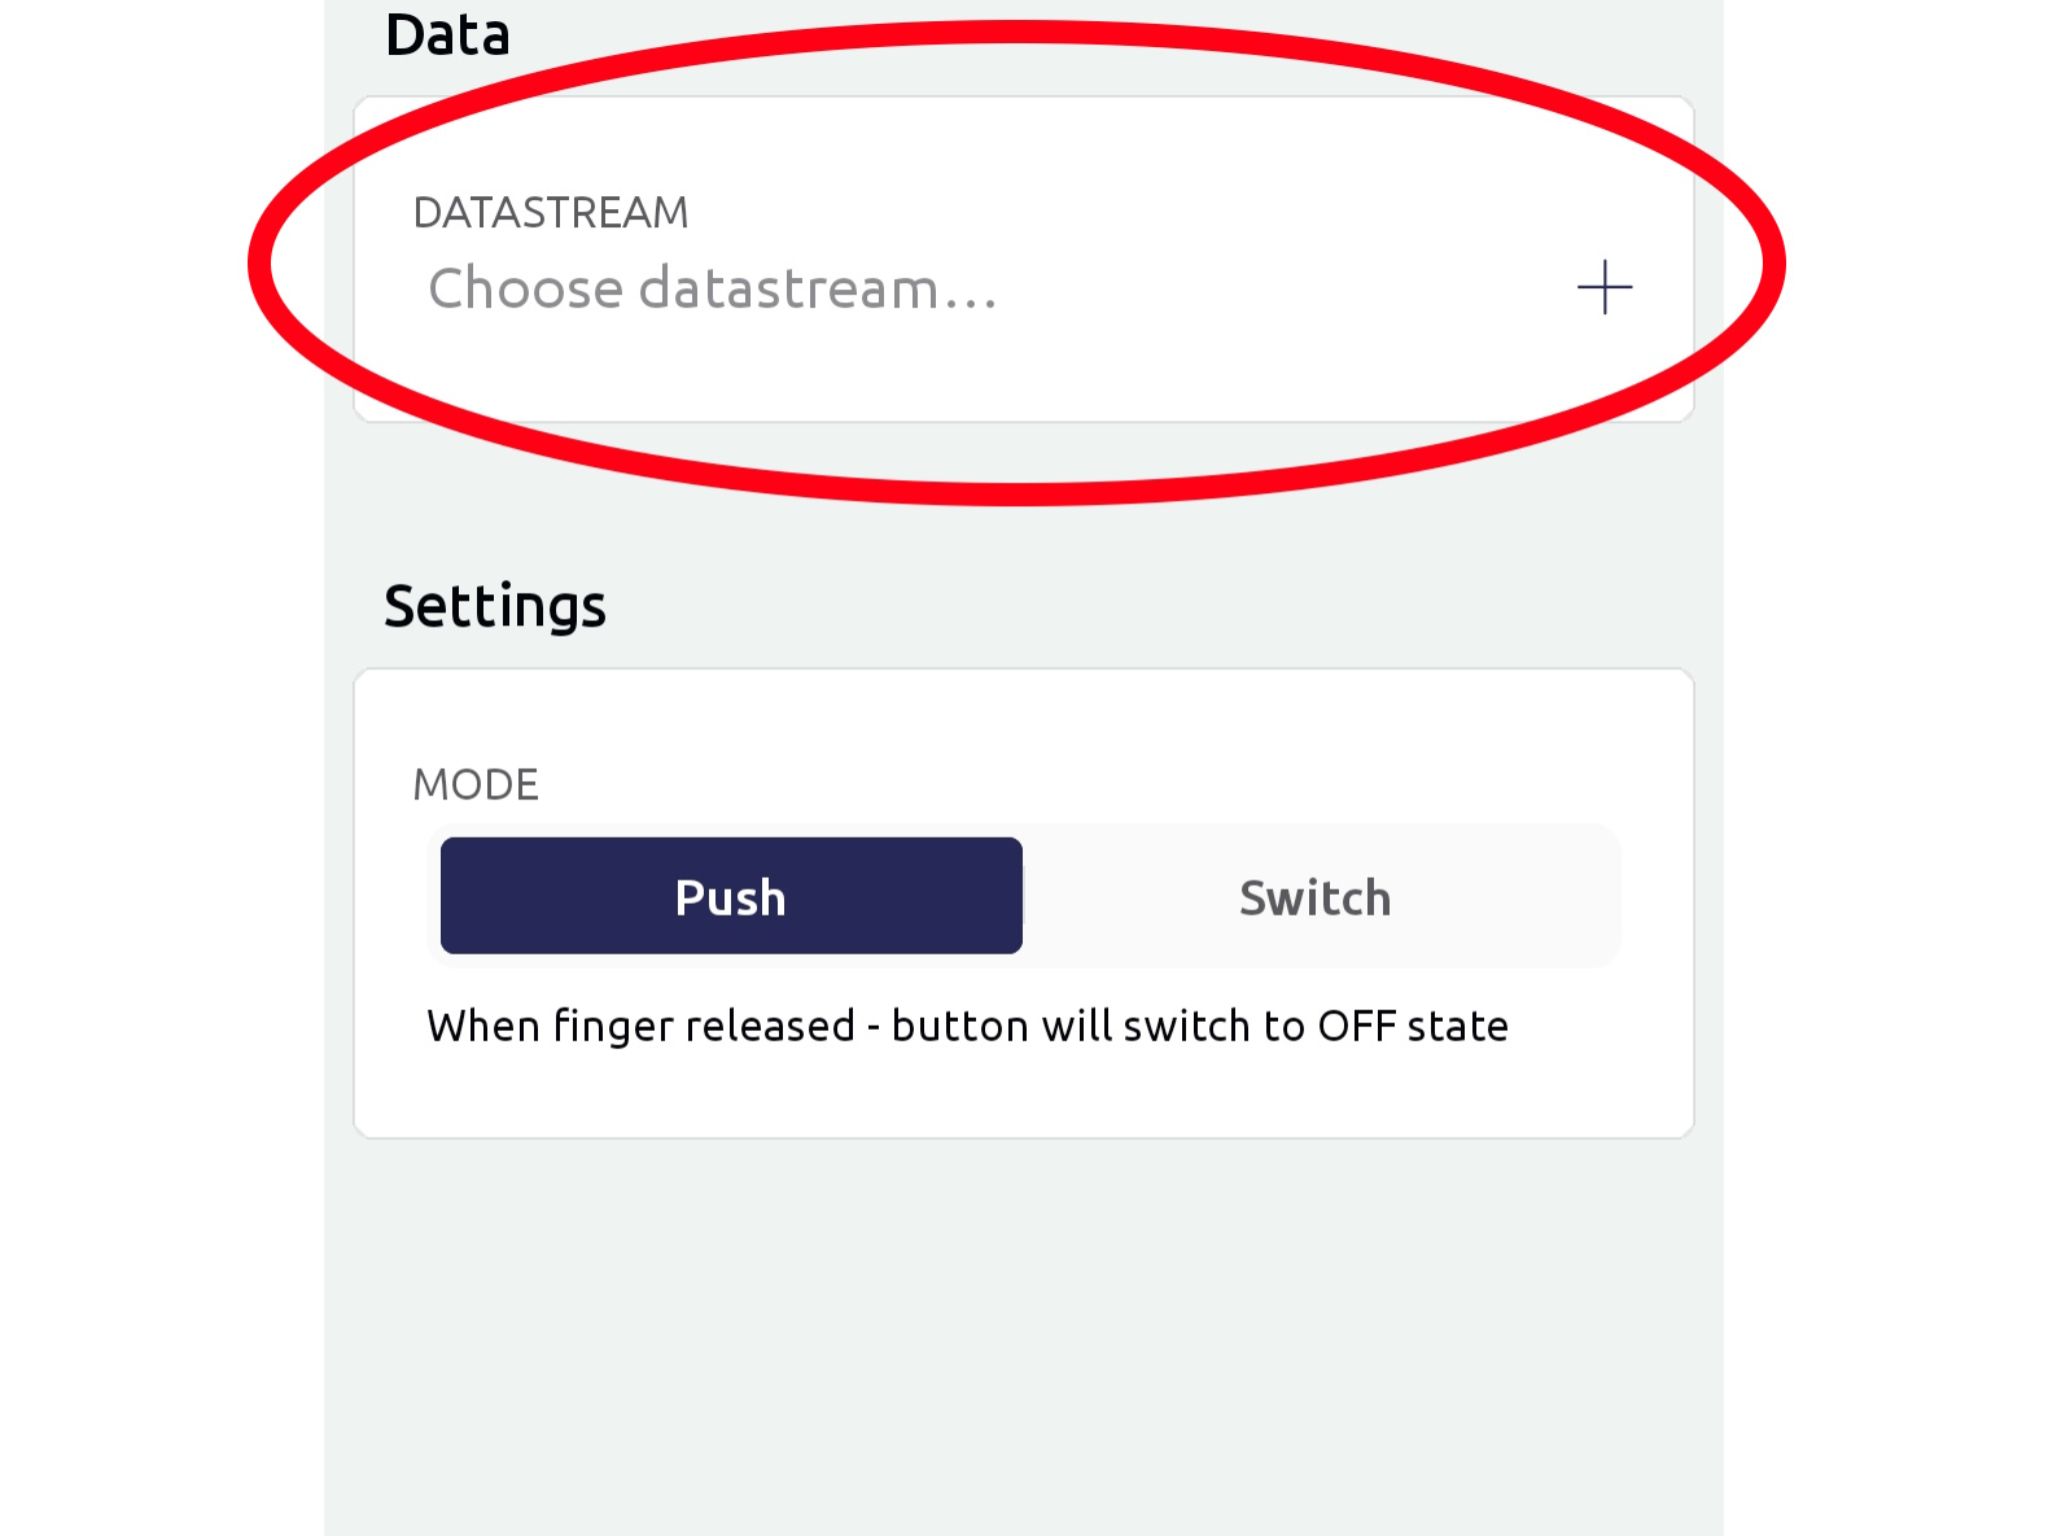 Data
DATASTREAM
Choose datastream...
Settings
MODE
Push Switch
When finger released - button will switch to OFF state